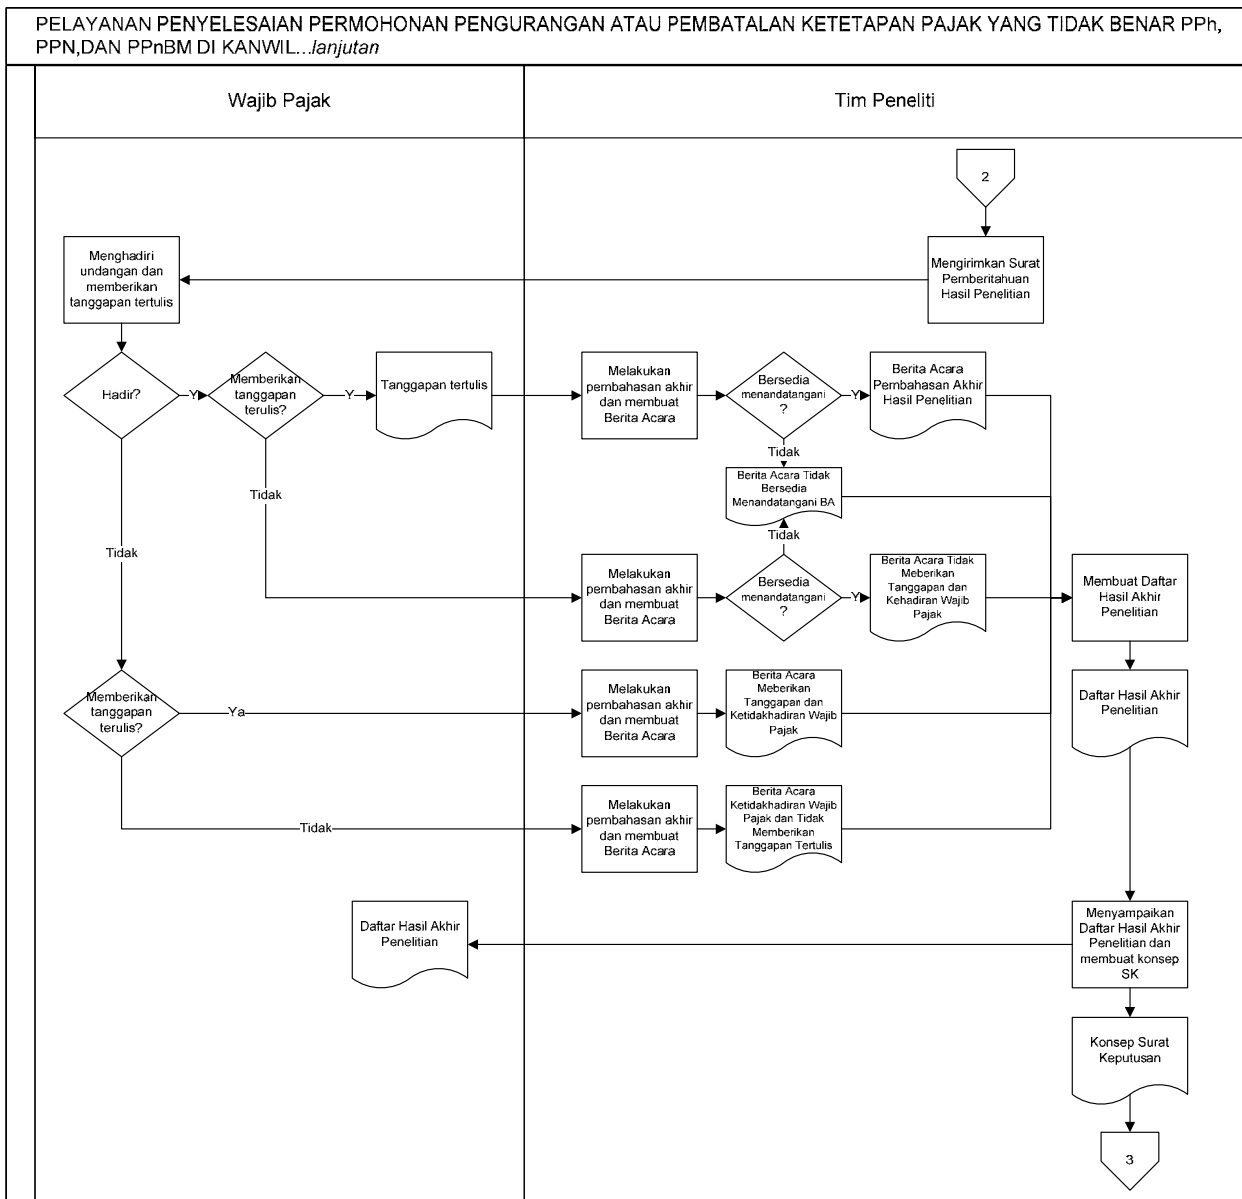 PELAYANAN PENYELESAIAN PERMOHONAN PENGURANGAN ATAU PEMBATALAN KETETAPAN PAJAK YANG TIDAK BENAR PPh,
PPN,DAN PPnBM DI KANWIL...lanjutan
Wajib Pajak
Tim Peneliti
2
Menghadiri
undangan dan
memberikan
tanggapan tertulis
Mengirimkan Surat
Pemberitahuan
Hasil Penelitian
Hadir?
Y
Memberikan
tanggapan
terulis?
Y
Tanggapan tertulis
Melakukan
pembahasan akhir
dan membuat
Berita Acara
Bersedia
menandatangani
?
Y
Berita Acara
Pembahasan Akhir
Hasil Penelitian
Tidak
Berita Acara Tidak
Bersedia
Menandatangani BA
Tidak
Tidak
Tidak
Melakukan
pembahasan akhir
dan membuat
Berita Acara
Bersedia
menandatangani
?
Y
Berita Acara Tidak
Meberikan
Tanggapan dan
Kehadiran Wajib
Pajak
Membuat Daftar
Hasil Akhir
Penelitian
Memberikan
tanggapan
terulis?
Ya
Melakukan
pembahasan akhir
dan membuat
Berita Acara
Berita Acara
Meberikan
Tanggapan dan
Ketidakhadiran Wajib
Pajak
Daftar Hasil Akhir
Penelitian
Tidak
Melakukan
pembahasan akhir
dan membuat
Berita Acara
Berita Acara
Ketidakhadiran Wajib
Pajak dan Tidak
Memberikan
Tanggapan Tertulis
Daftar Hasil Akhir
Penelitian
Menyampaikan
Daftar Hasil Akhir
Penelitian dan
membuat konsep
SK
Konsep Surat
Keputusan
3